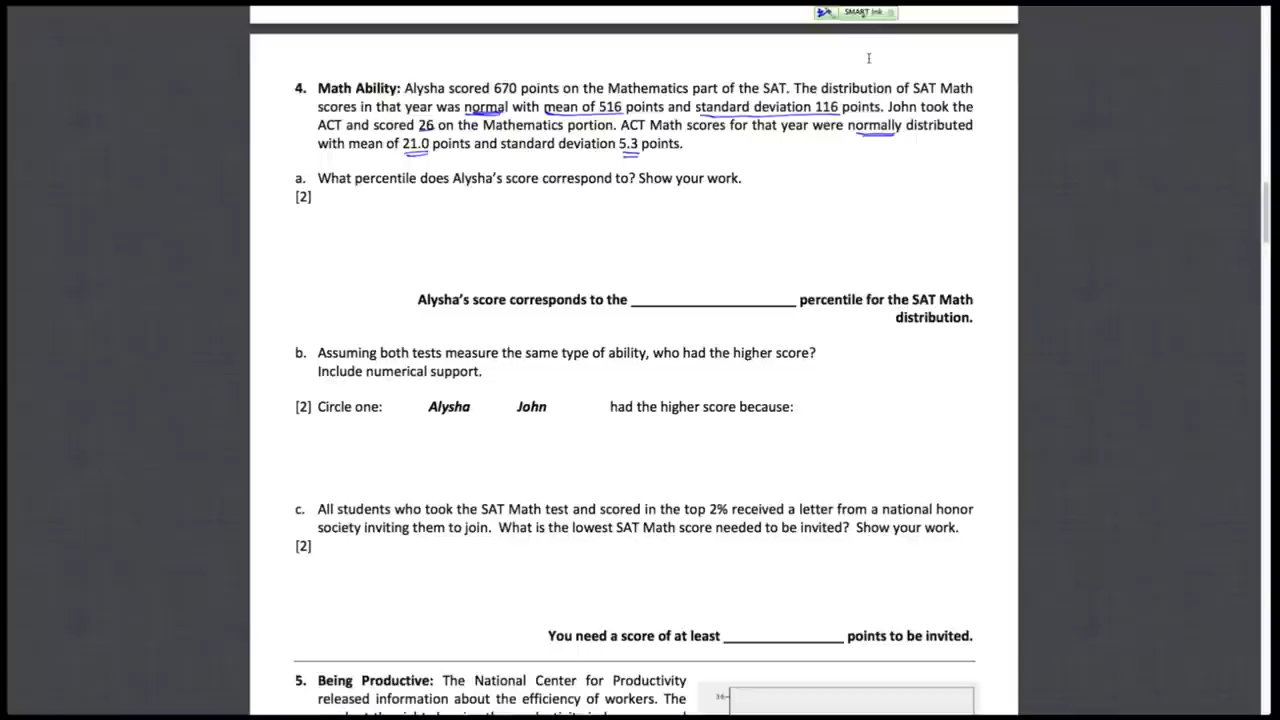 SMART Ink
4. Math Ability: Alysha scored 670 points on the Mathematics part of the SAT. The distribution of SAT Math
scores in that year was normal with mean of 516 points and standard deviation 116 points. John took the
ACT and scored 26 on the Mathematics portion. ACT Math scores for that year were normally distributed
with mean of 21.0 points and standard deviation 5.3 points.
a. What percentile does Alysha's score correspond to? Show your work.
[2]
Alysha's score corresponds to the ____________________ percentile for the SAT Math
distribution.
b. Assuming both tests measure the same type of ability, who had the higher score?
Include numerical support.
[2] Circle one: Alysha John had the higher score because:
c. All students who took the SAT Math test and scored in the top 2% received a letter from a national honor
society inviting them to join. What is the lowest SAT Math score needed to be invited? Show your work.
[2]
You need a score of at least _______________ points to be invited.
5. Being Productive: The National Center for Productivity
released information about the efficiency of workers. The